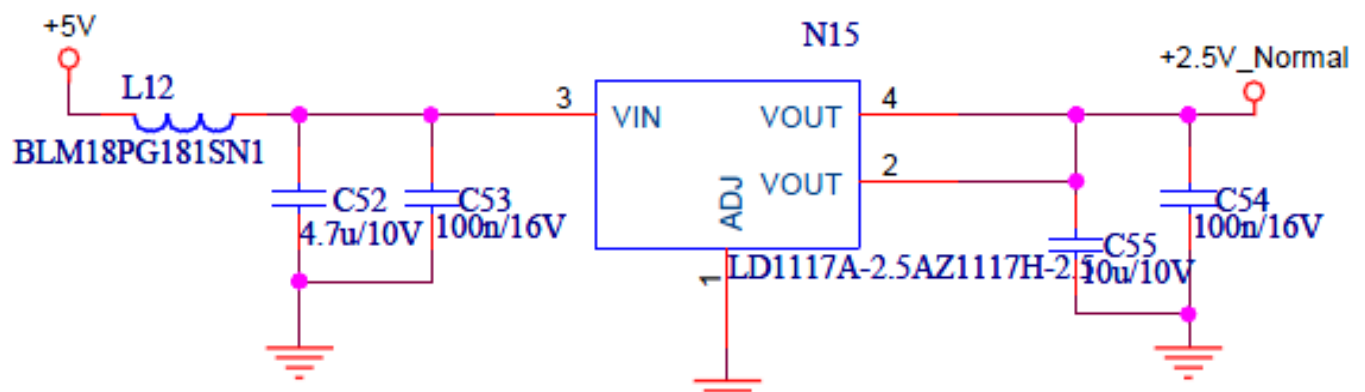 +5V
N15
+2.5V_Normal
L12
3
VIN
VOUT
4
BLM18PG181SN1
C52
4.7u/10V
C53
100n/16V
ADJ
VOUT
2
C54
100n/16V
C55
10u/10V
1
LD1117A-2.5AZ1117H-2.5